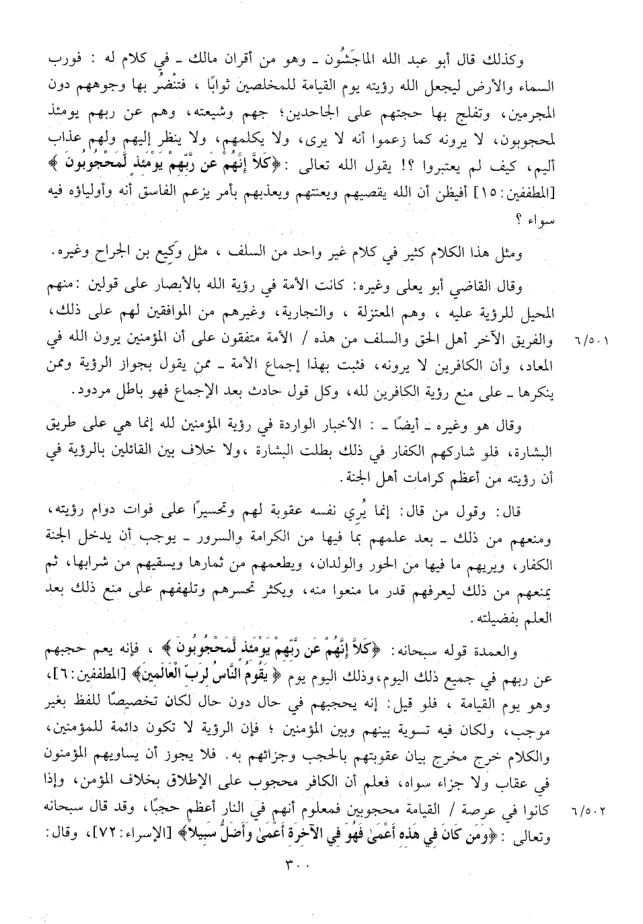 وكذلك قال أبو عبد الله الماجَشُون ـ وهو من أقران مالك ـ في كلام له : فورب
السماء والأرض ليجعل الله رؤيته يوم القيامة للمخلصين ثوابًا ، فتنْضُر بها وجوههم دون
المجرمين، وتفلج بها حجتهم على الجاحدين؛ جهم وشيعته، وهم عن ربهم يومئذ
لمحجوبون، لا يرونه كما زعموا أنه لا يرى، ولا يكلمهم، ولا ينظر إليهم ولهم عذاب
أليم، كيف لم يعتبروا ؟! يقول الله تعالى :﴿كَلاَّ إِنَّهُمْ عَن رَّبِّهِمْ يَوْمَئِذٍ لَّمَحْجُوبُونَ ﴾
[المطففين:١٥] أفيظن أن الله يقصيهم ويعنتهم ويعذبهم بأمر يزعم الفاسق أنه وأولياؤه فيه
سواء ؟
ومثل هذا الكلام كثير في كلام غير واحد من السلف ، مثل وكَيع بن الجراح وغيره.
وقال القاضي أبو يعلى وغيره: كانت الأمة في رؤية الله بالأبصار على قولين :منهم
المحيل للرؤية عليه ، وهم المعتزلة ، والنجارية، وغيرهم من الموافقين لهم على ذلك،
والفريق الآخر أهل الحق والسلف من هذه / الأمة متفقون على أن المؤمنين يرون الله في ٦/٥٠١
المعاد، وأن الكافرين لا يرونه، فثبت بهذا إجماع الأمة ـ ممن يقول بجواز الرؤية وممن
ينكرها ـ على منع رؤية الكافرين لله، وكل قول حادث بعد الإجماع فهو باطل مردود.
وقال هو وغيره ـ أيضًا ـ : الأخبار الواردة في رؤية المؤمنين لله إنما هي على طريق
البشارة، فلو شاركهم الكفار في ذلك بطلت البشارة ،ولا خلاف بين القائلين بالرؤية في
أن رؤيته من أعظم كرامات أهل الجنة.
قال: وقول من قال: إنما يُرِي نفسه عقوبة لهم وتحسيرًا على فوات دوام رؤيته،
ومنعهم من ذلك ـ بعد علمهم بما فيها من الكرامة والسرور ـ يوجب أن يدخل الجنة
الكفار، ويريهم ما فيها من الحور والولدان، ويطعمهم من ثمارها ويسقيهم من شرابها، ثم
يمنعهم من ذلك ليعرفهم قدر ما منعوا منه، ويكثر تحسرهم وتلهفهم على منع ذلك بعد
العلم بفضيلته.
والعمدة قوله سبحانه: ﴿كَلاَّ إِنَّهُمْ عَن رَّبِّهِمْ يَوْمَئِذٍ لَّمَحْجُوبُونَ ﴾ ، فإنه يعم حجبهم
عن ربهم في جميع ذلك اليوم،وذلك اليوم يوم ﴿ يَقُومُ النَّاسُ لِرَبِّ الْعَالَمِينَ﴾ [المطففين:٦]،
وهو يوم القيامة ، فلو قيل: إنه يحجبهم في حال دون حال لكان تخصيصًا للفظ بغير
موجب، ولكان فيه تسوية بينهم وبين المؤمنين ؛ فإن الرؤية لا تكون دائمة للمؤمنين،
والكلام خرج مخرج بيان عقوبتهم بالحجب وجزائهم به. فلا يجوز أن يساويهم المؤمنون
في عقاب ولا جزاء سواه، فعلم أن الكافر محجوب على الإطلاق بخلاف المؤمن، وإذا
كانوا في عرصة / القيامة محجوبين فمعلوم أنهم في النار أعظم حجبًا، وقد قال سبحانه ٦/٥٠٢
وتعالى :﴿وَمَن كَانَ فِي هَذِهِ أَعْمَىٰ فَهُوَ فِي الآخِرَةِ أَعْمَىٰ وَأَضَلُّ سَبِيلاً﴾ [الإسراء:٧٢]، وقال:
٣٠٠